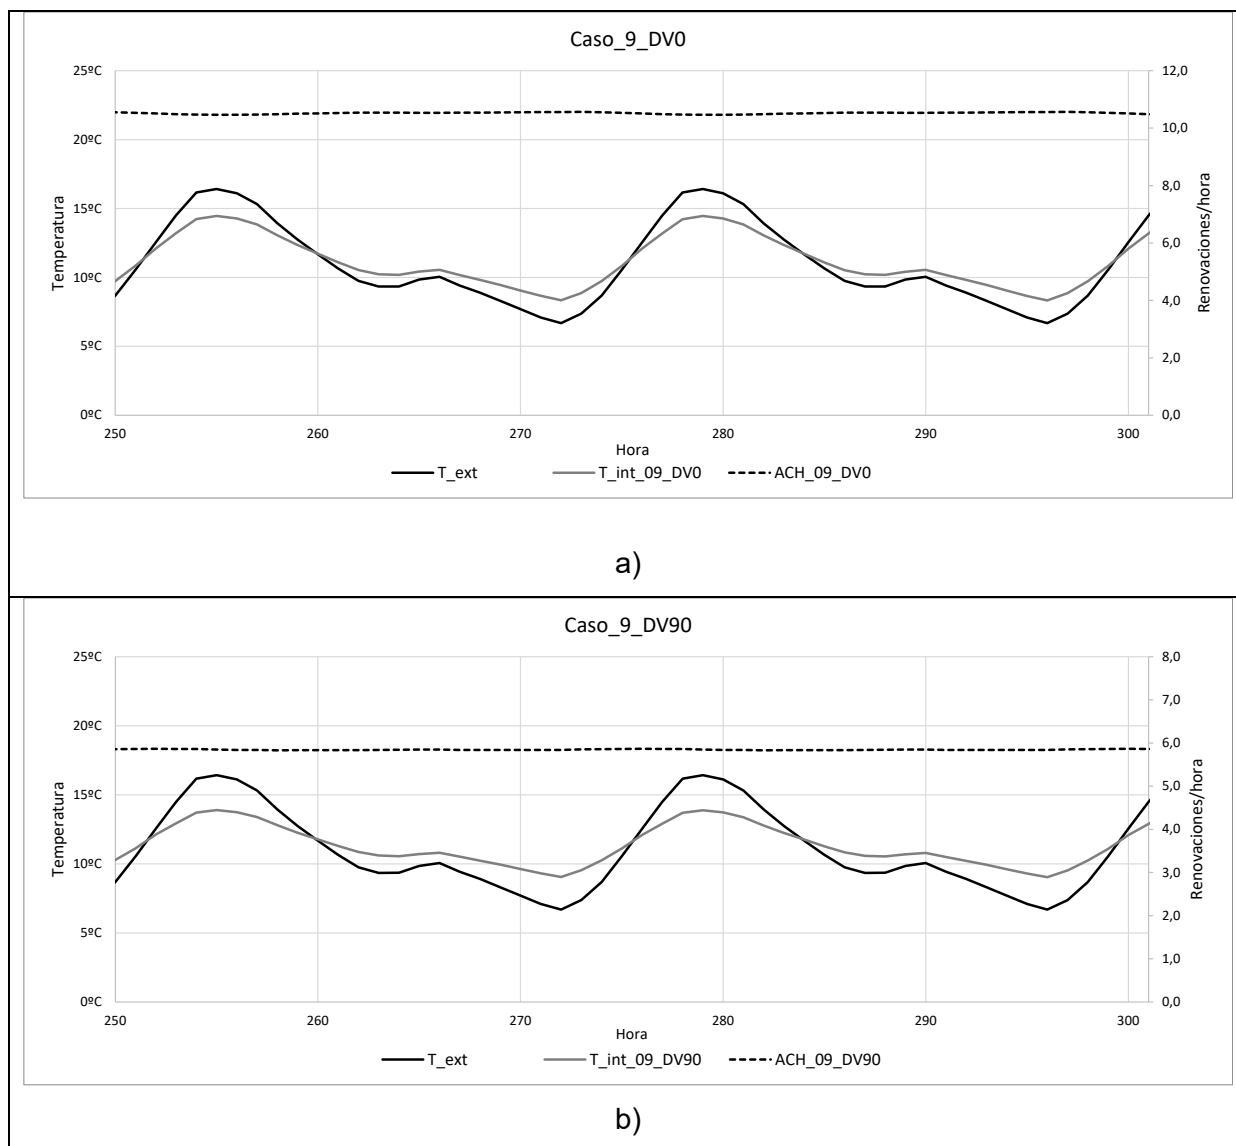 Caso_9_DV0
25ºC
20ºC
15ºC
10ºC
5ºC
0ºC
Temperatura
12,0
10,0
8,0
6,0
4,0
2,0
0,0
Renovaciones/hora
250 260 270 280 290 300
Hora
T_ext T_int_09_DV0 ACH_09_DV0
a)
Caso_9_DV90
25ºC
20ºC
15ºC
10ºC
5ºC
0ºC
Temperatura
8,0
7,0
6,0
5,0
4,0
3,0
2,0
1,0
0,0
Renovaciones/hora
250 260 270 280 290 300
Hora
T_ext T_int_09_DV90 ACH_09_DV90
b)